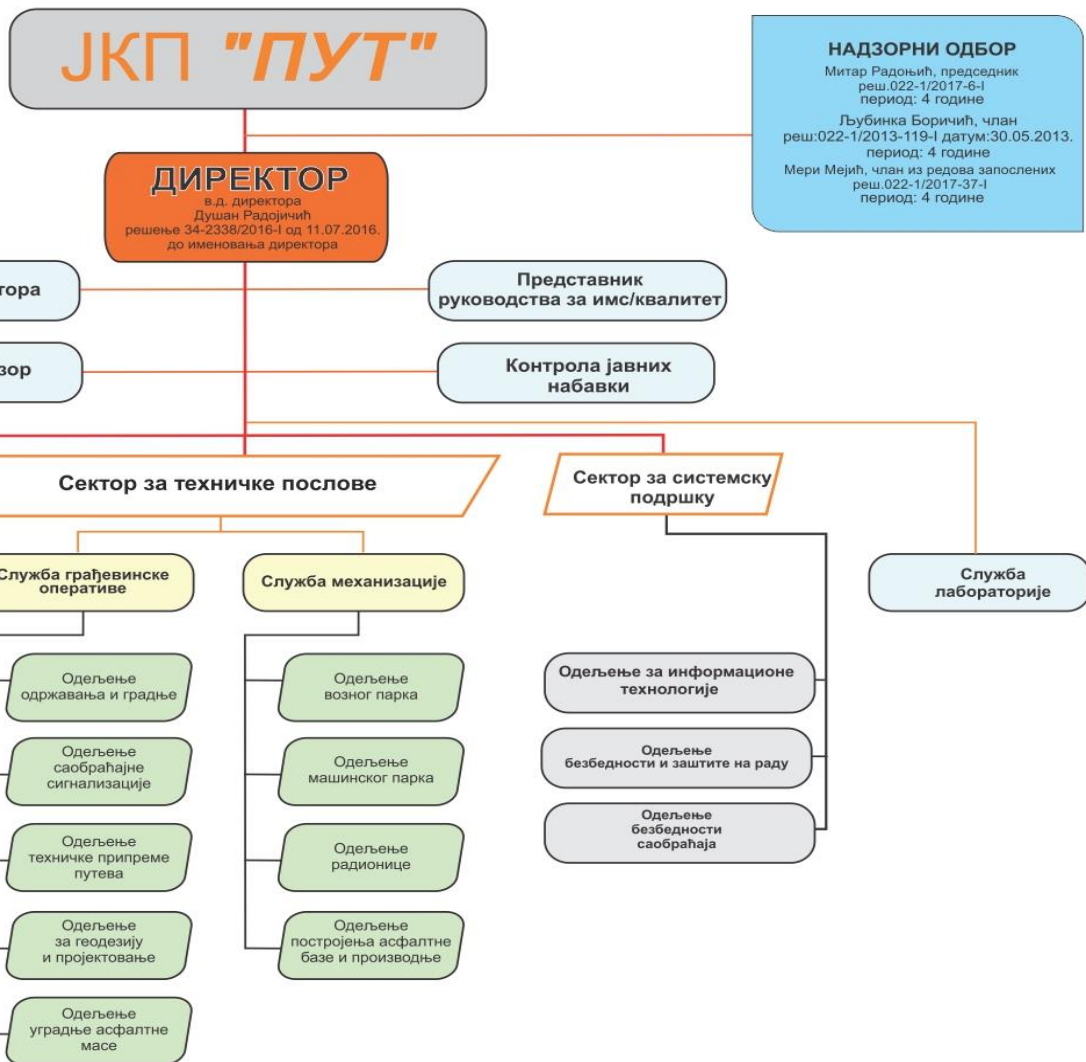 ЈКП "ПУТ"
НАДЗОРНИ ОДБОР
Митар Радоњић, председник
реш.022-1/2017-6-I
период: 4 године
Љубинка Боричић, члан
реш:022-1/2013-119-I датум:30.05.2013.
период: 4 године
Мери Мејић, члан из редова запослених
реш.022-1/2017-37-I
период: 4 године
ДИРЕКТОР
в.д. директора
Душан Радојичић
решење 34-2338/2016-I од 11.07.2016.
до именовања директора
тора
Представник
руководства за имс/квалитет
зор
Контрола јавних
набавки
Сектор за техничке послове
Сектор за системску
подршку
Служба грађевинске
оперативе
Служба механизације
Служба
лабораторије
Одељење
одржавања и градње
Одељење
саобраћајне
сигнализације
Одељење
техничке припреме
путева
Одељење
за геодезију
и пројектовање
Одељење
уградње асфалтне
масе
Одељење
возног парка
Одељење
машинског парка
Одељење
радионице
Одељење
постројења асфалтне
базе и производње
Одељење за информационе
технологије
Одељење
безбедности и заштите на раду
Одељење
безбедности
саобраћаја